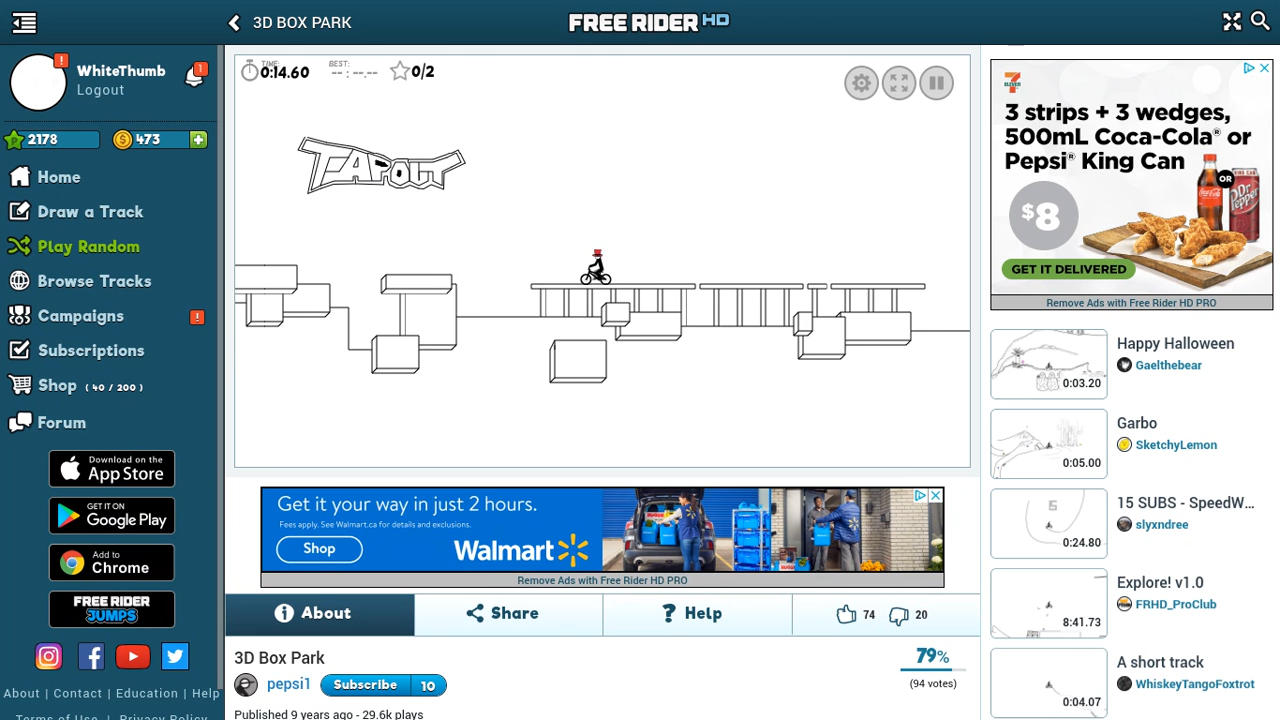 3D BOX PARK
FREE RIDER HD
WhiteThumb
!
1
Logout
2178
473
Home
Draw a Track
Play Random
Browse Tracks
Campaigns
!
Subscriptions
Shop ( 40 / 200 )
Forum
Download on the
App Store
GET IT ON
Google Play
Add to
Chrome
FREE RIDER
JUMPS
About | Contact | Education | Help
Terms of Use | Privacy Policy
TIME:
0:14.60
BEST:
-- : --.--
0/2
TAPOUT
Get it your way in just 2 hours.
Fees apply. See Walmart.ca for details and exclusions.
Shop
Walmart
Remove Ads with Free Rider HD PRO
About
Share
Help
74
20
3D Box Park
79%
pepsi1
Subscribe
10
(94 votes)
Published 9 years ago - 29.6k plays
7
ELEVEN
3 strips + 3 wedges,
500mL Coca-Cola® or
Pepsi® King Can
OR
Coca-Cola
Dr Pepper
$8
GET IT DELIVERED
Remove Ads with Free Rider HD PRO
Happy Halloween
Gaelthebear
0:03.20
Garbo
SketchyLemon
0:05.00
15 SUBS - SpeedW...
slyxndree
0:24.80
Explore! v1.0
FRHD_ProClub
8:41.73
A short track
WhiskeyTangoFoxtrot
0:04.07